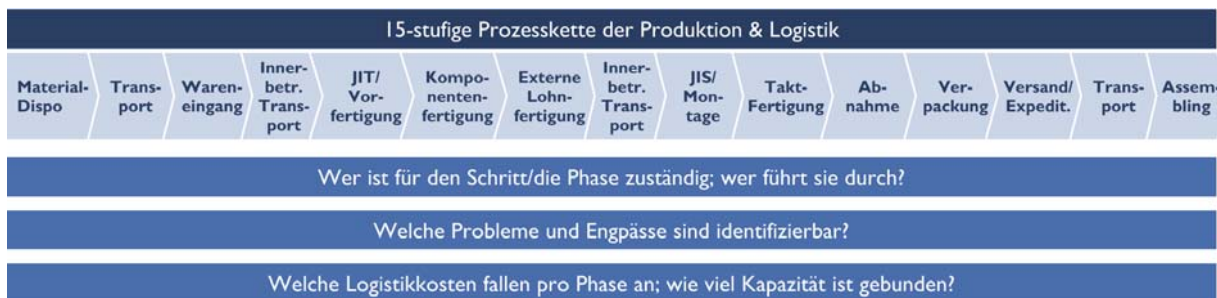 15-stufige Prozesskette der Produktion & Logistik
Material-
Dispo
Trans-
port
Waren-
eingang
Inner-
betr.
Trans-
port
JIT/
Vor-
fertigung
Kompo-
nenten-
fertigung
Externe
Lohn-
fertigung
Inner-
betr.
Trans-
port
JIS/
Mon-
tage
Takt-
Fertigung
Ab-
nahme
Ver-
packung
Versand/
Expedit.
Trans-
port
Assem-
bling
Wer ist für den Schritt/die Phase zuständig; wer führt sie durch?
Welche Probleme und Engpässe sind identifizierbar?
Welche Logistikkosten fallen pro Phase an; wie viel Kapazität ist gebunden?